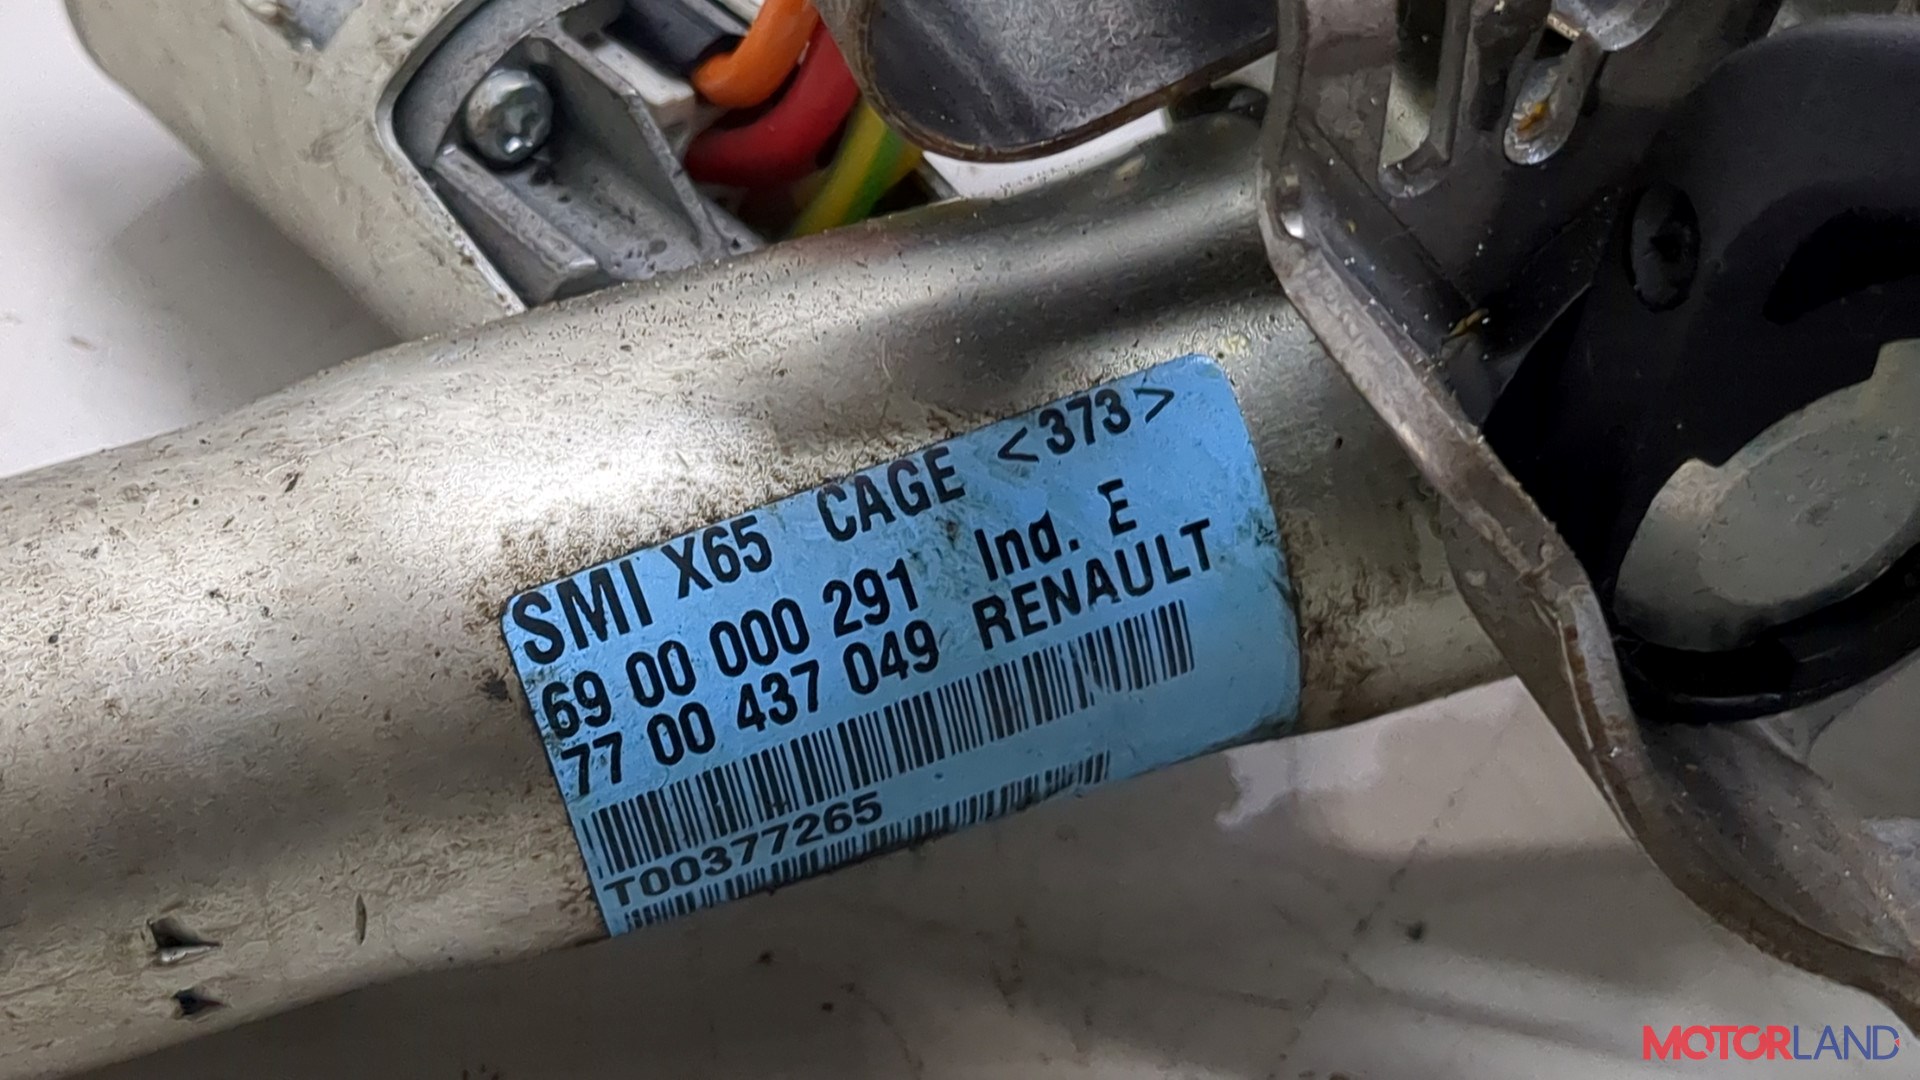 SMI X65 CAGE <373>
69 00 000 291 Ind. E
77 00 437 049 RENAULT
T00377265
MOTORLAND